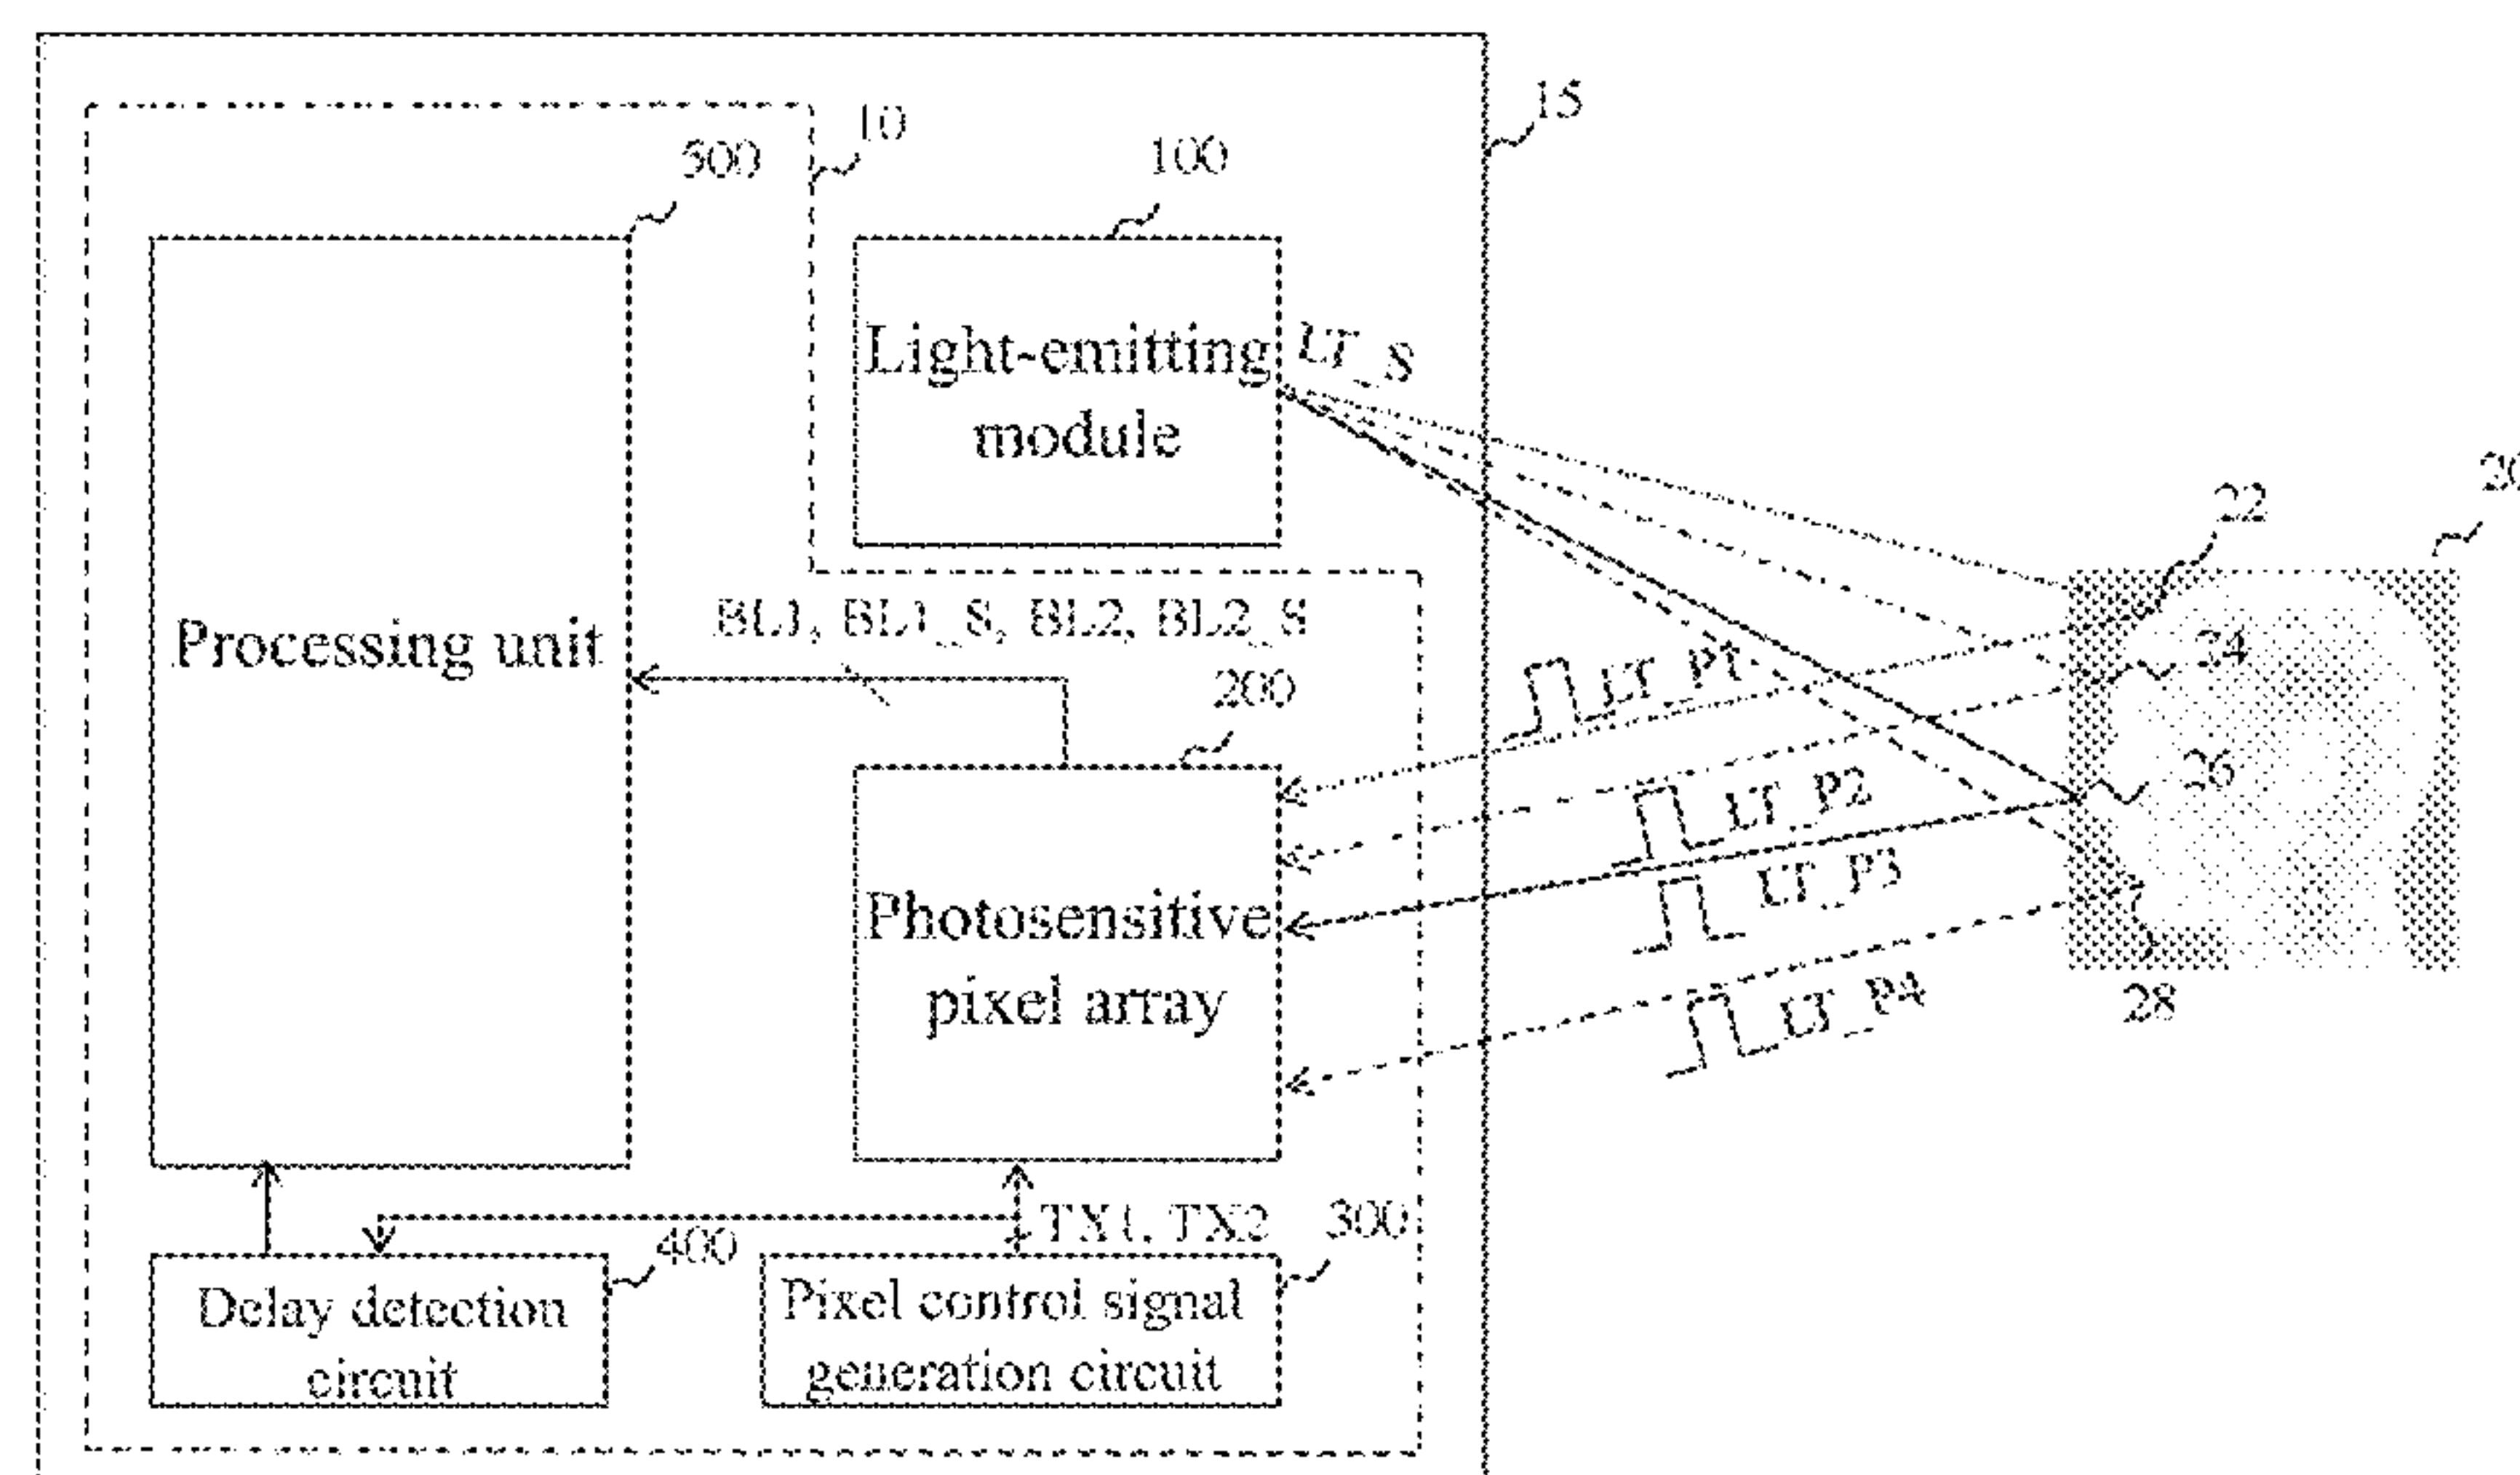 15
10
500
100
Light-emitting
module
LT_S
22
Processing unit
BL1, BL1_S, BL2, BL2_S
24
LT_P1
200
26
LT_P2
Photosensitive
pixel array
LT_P3
LT_P4
28
TX1, TX2
300
400
Delay detection
circuit
Pixel control signal
generation circuit